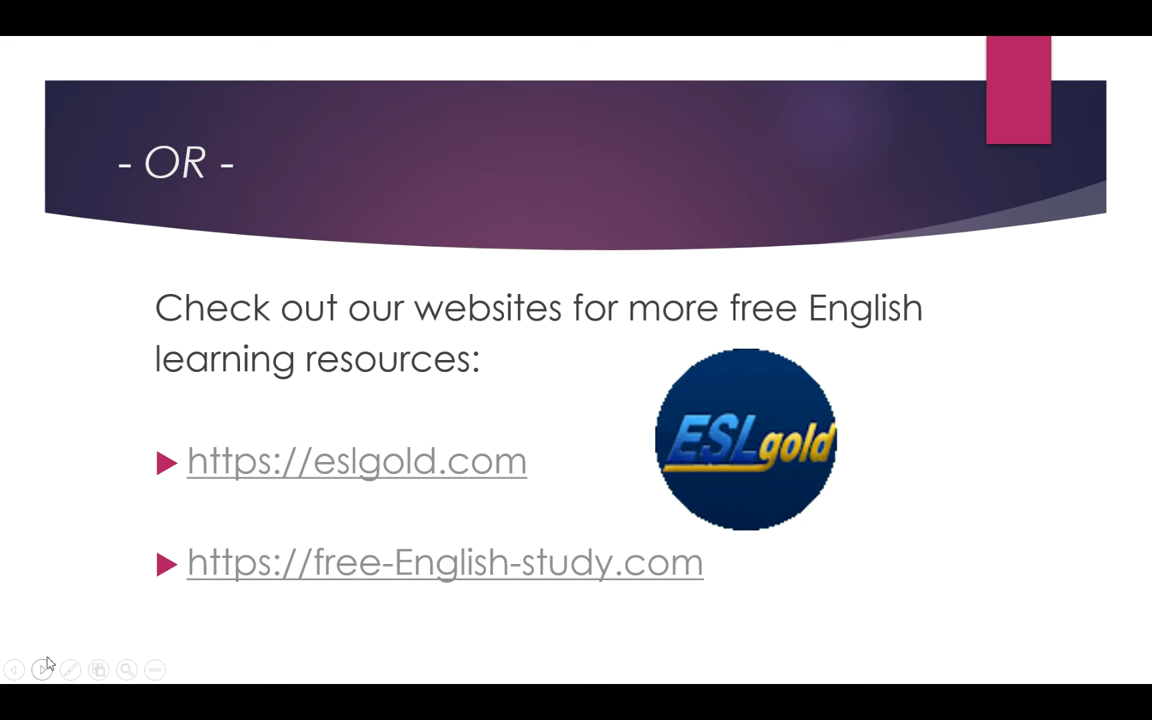 - OR -
Check out our websites for more free English
learning resources:
https://eslgold.com
ESLgold
https://free-English-study.com